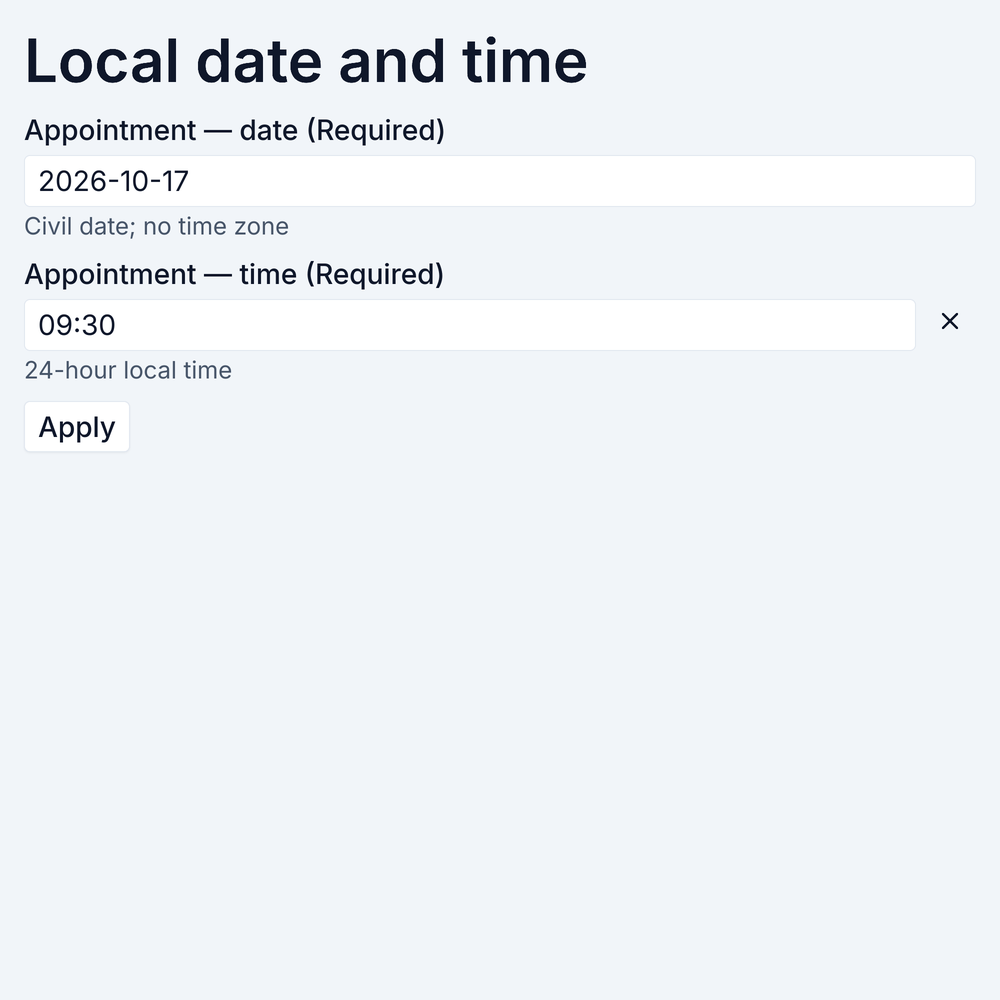 Local date and time
Appointment — date (Required)
2026-10-17
Civil date; no time zone
Appointment — time (Required)
09:30
24-hour local time
Apply